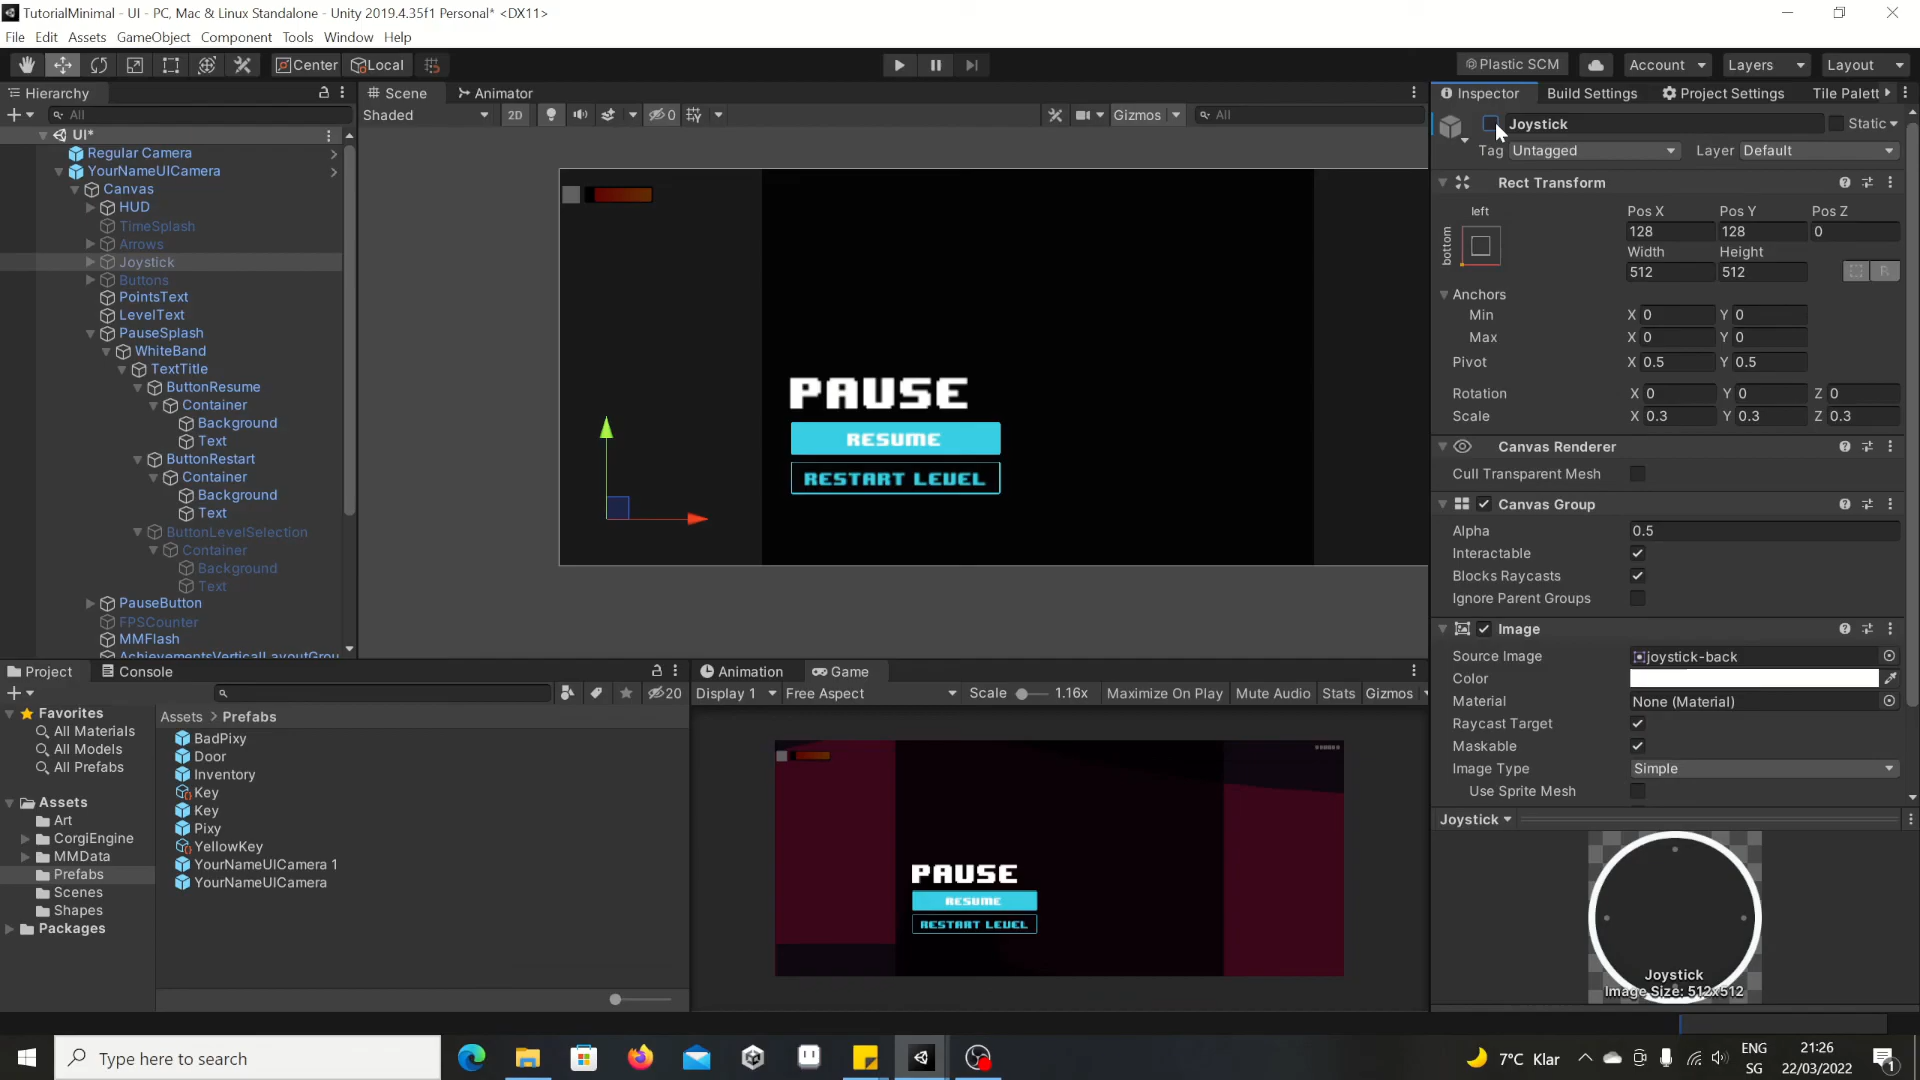 TutorialMinimal - UI - PC, Mac & Linux Standalone - Unity 2019.4.35f1 Personal* <DX11>
File Edit Assets GameObject Component Tools Window Help
Center Local
Plastic SCM Account Layers Layout
Hierarchy
All
UI*
Regular Camera
YourNameUICamera
Canvas
HUD
TimeSplash
Arrows
Joystick
Buttons
PointsText
LevelText
PauseSplash
WhiteBand
TextTitle
ButtonResume
Container
Background
Text
ButtonRestart
Container
Background
Text
ButtonLevelSelection
Container
Background
Text
PauseButton
FPSCounter
MMFlash
AchievementsVerticalLayoutGrou
Scene Animator
Shaded 2D 0 Gizmos All
PAUSE
RESUME
RESTART LEVEL
Inspector Build Settings Project Settings Tile Palett
Joystick Static
Tag Untagged Layer Default
Rect Transform
left
bottom
Pos X Pos Y Pos Z
128 128 0
Width Height
512 512 R
Anchors
Min X 0 Y 0
Max X 0 Y 0
Pivot X 0.5 Y 0.5
Rotation X 0 Y 0 Z 0
Scale X 0.3 Y 0.3 Z 0.3
Canvas Renderer
Cull Transparent Mesh
Canvas Group
Alpha 0.5
Interactable
Blocks Raycasts
Ignore Parent Groups
Image
Source Image joystick-back
Color
Material None (Material)
Raycast Target
Maskable
Image Type Simple
Use Sprite Mesh
Joystick
Joystick
Image Size: 512x512
Project Console
20
Favorites
All Materials
All Models
All Prefabs
Assets
Art
CorgiEngine
MMData
Prefabs
Scenes
Shapes
Packages
Assets > Prefabs
BadPixy
Door
Inventory
Key
Key
Pixy
YellowKey
YourNameUICamera 1
YourNameUICamera
Animation Game
Display 1 Free Aspect Scale 1.16x Maximize On Play Mute Audio Stats Gizmos
PAUSE
RESUME
RESTART LEVEL
Type here to search
7°C Klar
ENG
SG
21:26
22/03/2022
1